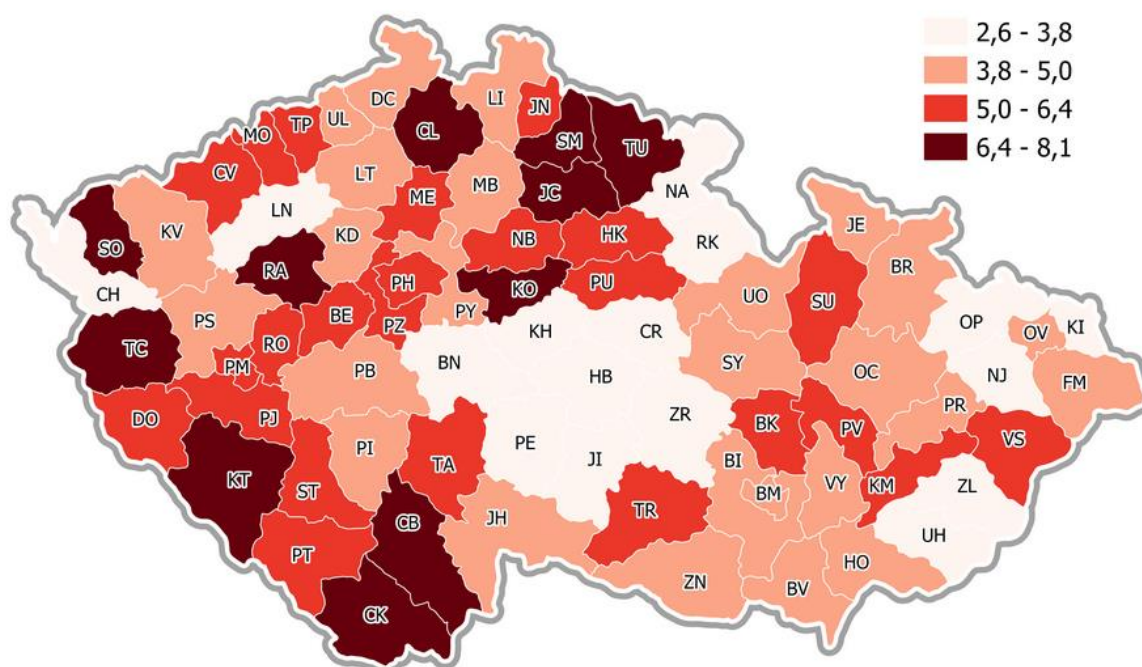 2,6 - 3,8
3,8 - 5,0
5,0 - 6,4
6,4 - 8,1
DC
LI
JN
UL
TP
MO
CL
SM
TU
CV
LT
ME
MB
JC
NA
LN
SO
KV
KD
NB
HK
RK
JE
RA
PH
KO
PU
BR
CH
BE
PZ
PY
UO
SU
PS
RO
KH
CR
OP
KI
OV
TC
PM
PB
BN
HB
SY
OC
NJ
FM
DO
PJ
ZR
BK
PV
PR
VS
KT
PI
TA
PE
JI
BI
ST
BM
VY
KM
ZL
CB
JH
TR
UH
PT
ZN
BV
HO
CK